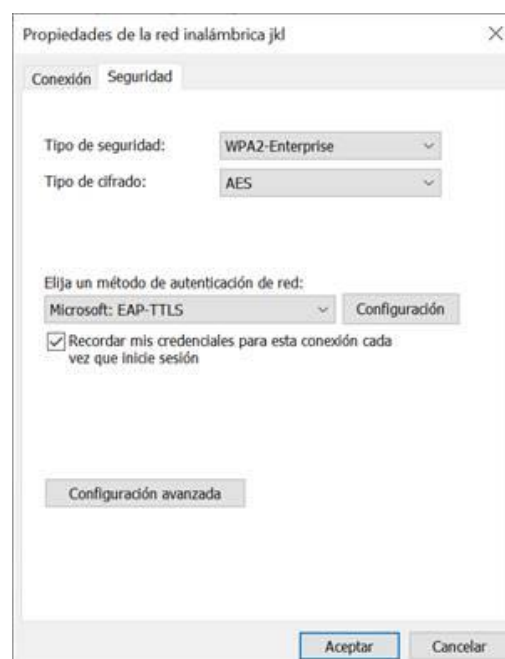 Propiedades de la red inalámbrica jkl
Conexión
Seguridad
Tipo de seguridad:
WPA2-Enterprise
Tipo de cifrado:
AES
Elija un método de autenticación de red:
Microsoft: EAP-TTLS
Configuración
Recordar mis credenciales para esta conexión cada
vez que inicie sesión
Configuración avanzada
Aceptar
Cancelar